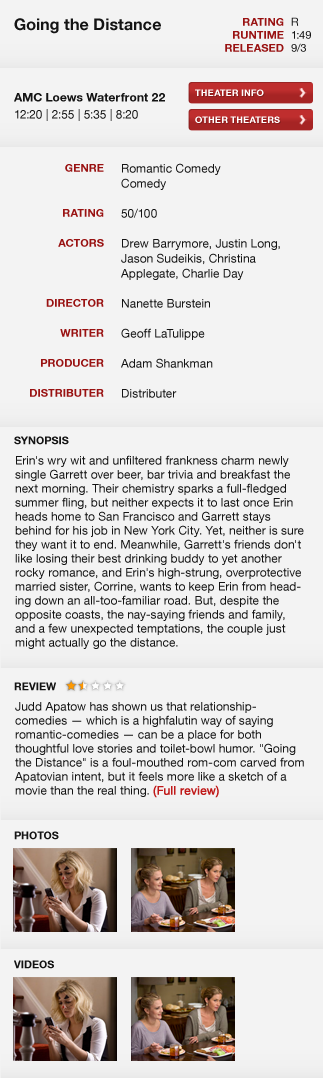 Going the Distance
RATING R
RUNTIME 1:49
RELEASED 9/3
AMC Loews Waterfront 22
12:20 | 2:55 | 5:35 | 8:20
THEATER INFO
OTHER THEATERS
GENRE Romantic Comedy
Comedy
RATING 50/100
ACTORS Drew Barrymore, Justin Long,
Jason Sudeikis, Christina
Applegate, Charlie Day
DIRECTOR Nanette Burstein
WRITER Geoff LaTulippe
PRODUCER Adam Shankman
DISTRIBUTER Distributer
SYNOPSIS
Erin's wry wit and unfiltered frankness charm newly
single Garrett over beer, bar trivia and breakfast the
next morning. Their chemistry sparks a full-fledged
summer fling, but neither expects it to last once Erin
heads home to San Francisco and Garrett stays
behind for his job in New York City. Yet, neither is sure
they want it to end. Meanwhile, Garrett's friends don't
like losing their best drinking buddy to yet another
rocky romance, and Erin's high-strung, overprotective
married sister, Corrine, wants to keep Erin from head-
ing down an all-too-familiar road. But, despite the
opposite coasts, the nay-saying friends and family,
and a few unexpected temptations, the couple just
might actually go the distance.
REVIEW
Judd Apatow has shown us that relationship-
comedies — which is a highfalutin way of saying
romantic-comedies — can be a place for both
thoughtful love stories and toilet-bowl humor. "Going
the Distance" is a foul-mouthed rom-com carved from
Apatovian intent, but it feels more like a sketch of a
movie than the real thing. (Full review)
PHOTOS
VIDEOS